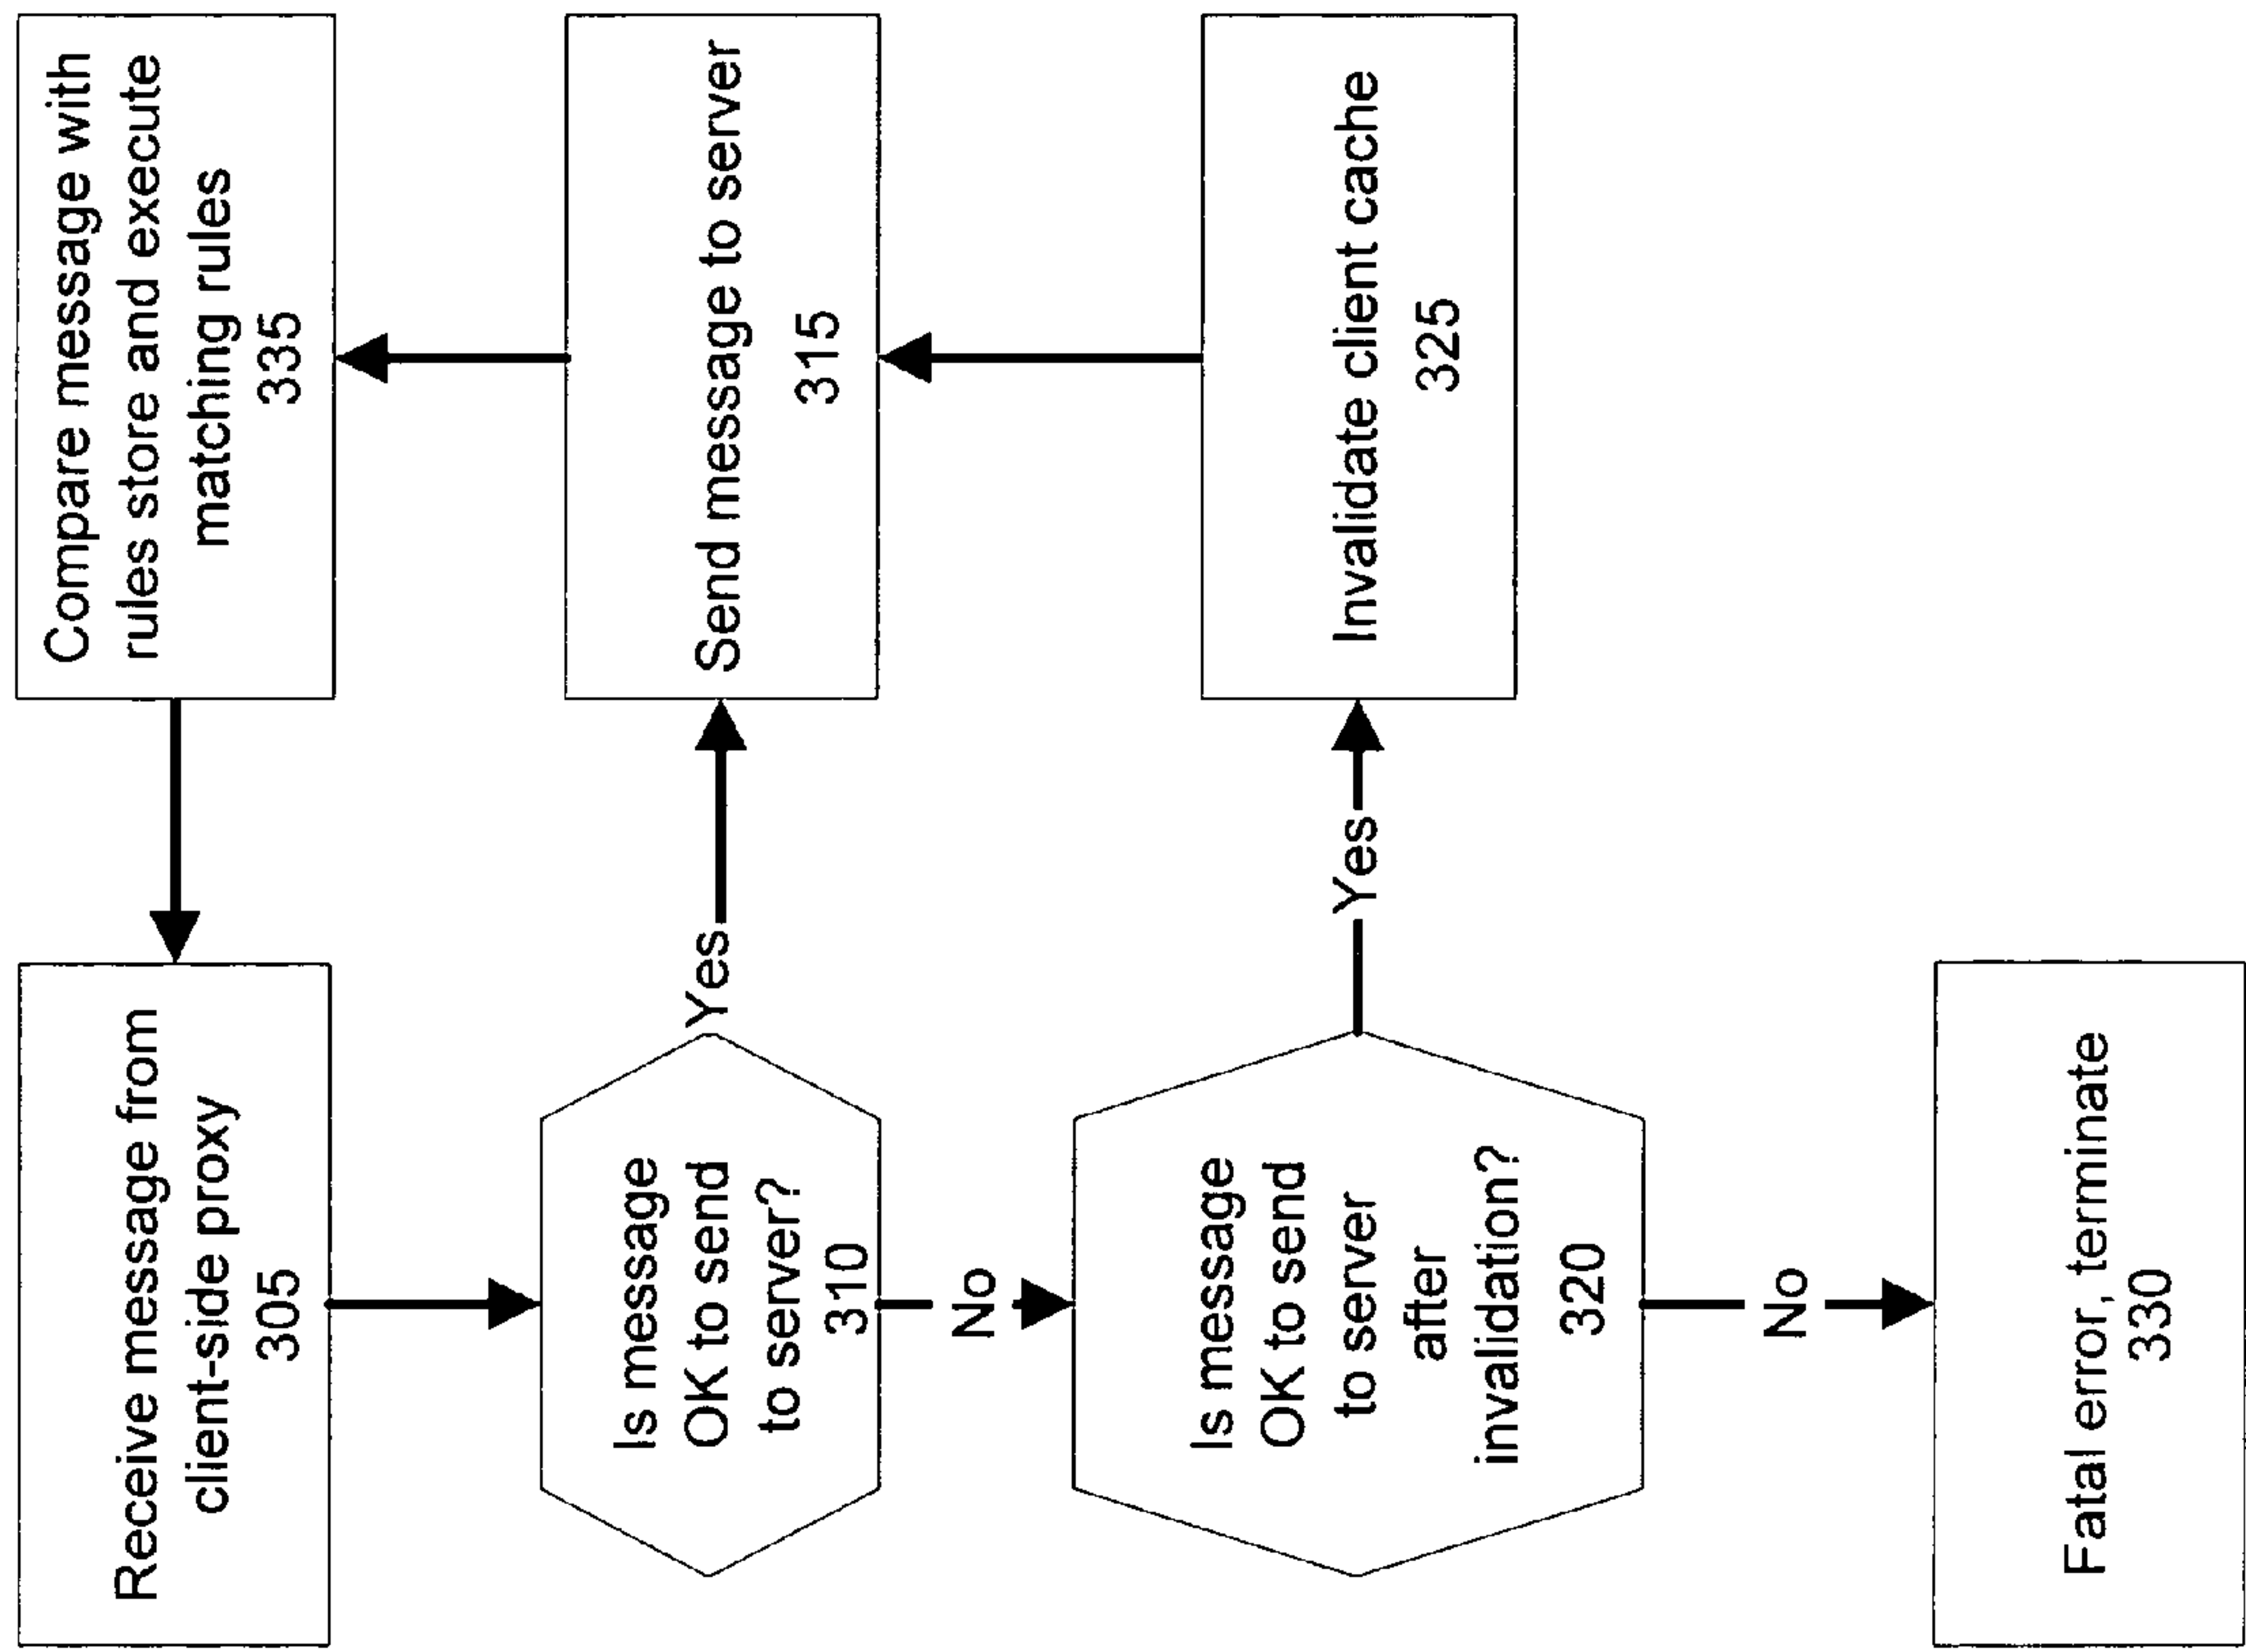 Receive message from
client-side proxy
305
Is message
OK to send
to server?
310
Yes
No
Is message
OK to send
to server
after
invalidation?
320
Yes
No
Fatal error, terminate
330
Compare message with
rules store and execute
matching rules
335
Send message to server
315
Invalidate client cache
325